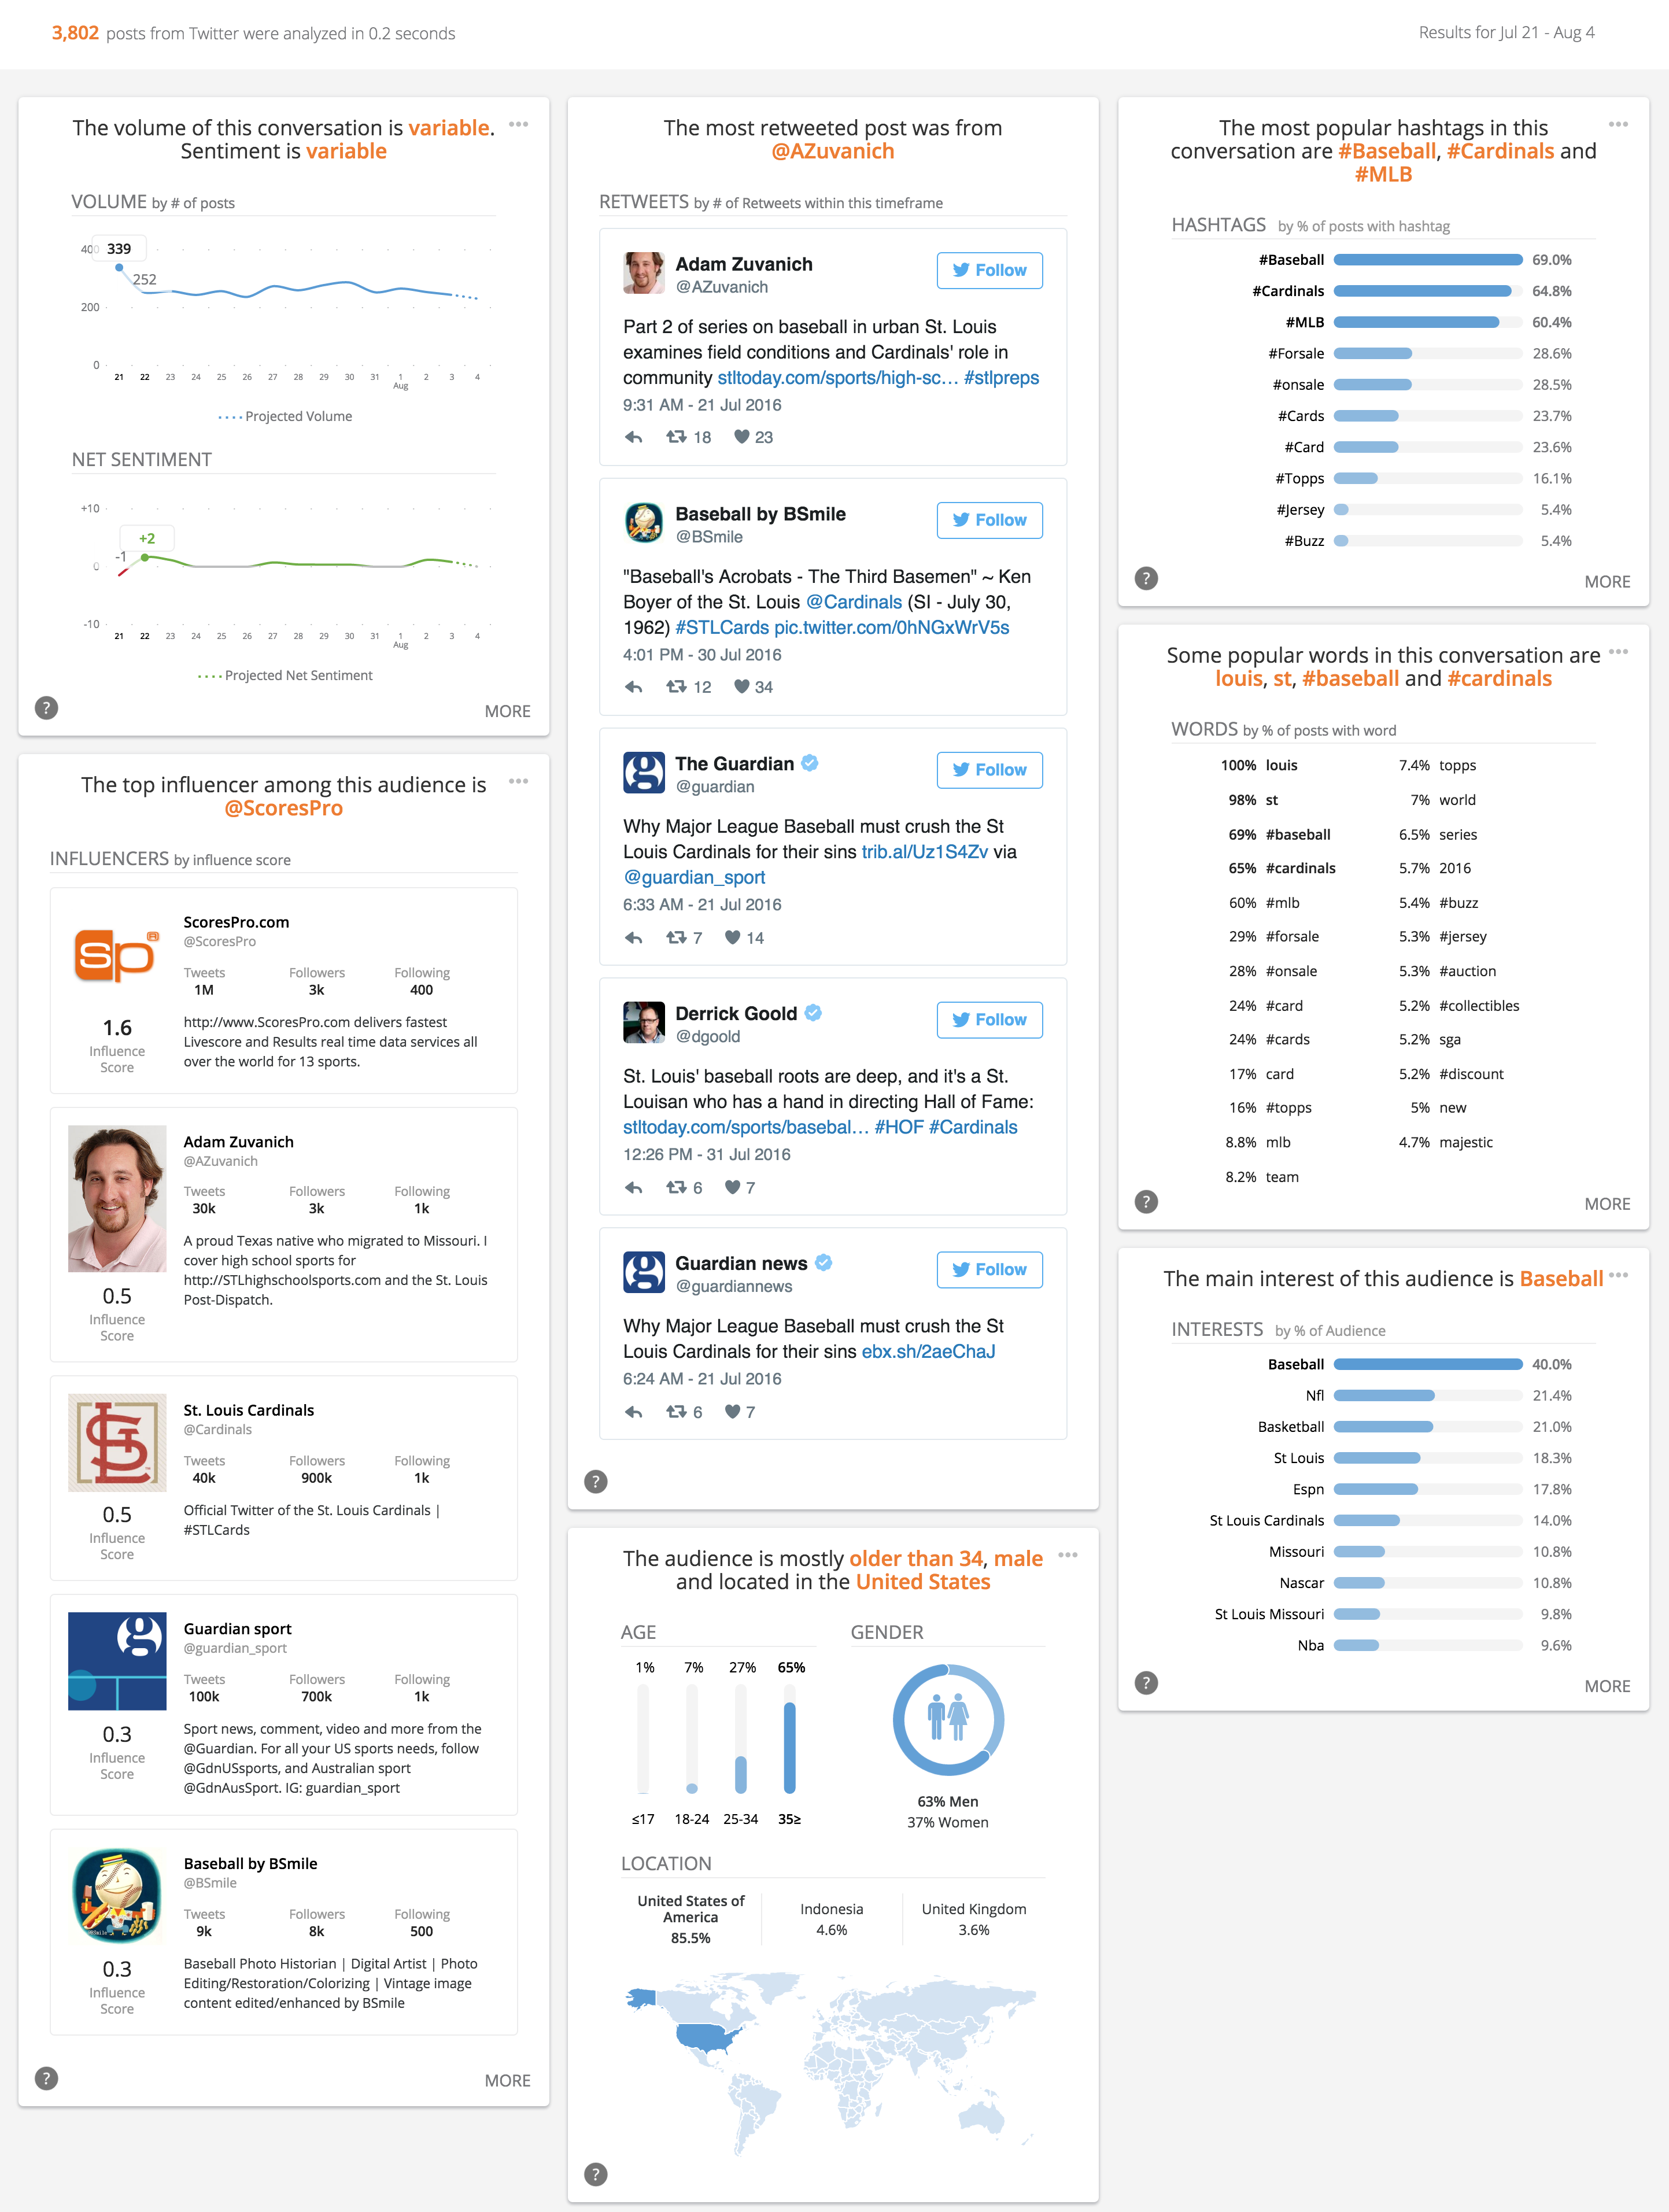 3,802 posts from Twitter were analyzed in 0.2 seconds
Results for Jul 21 - Aug 4
The volume of this conversation is variable.
Sentiment is variable
VOLUME by # of posts
400
339
252
200
0
21 22 23 24 25 26 27 28 29 30 31 1 2 3 4
Aug
Projected Volume
NET SENTIMENT
+10
+2
-1
0
-10
21 22 23 24 25 26 27 28 29 30 31 1 2 3 4
Aug
Projected Net Sentiment
?
MORE
The top influencer among this audience is
@ScoresPro
INFLUENCERS by influence score
sp
ScoresPro.com
@ScoresPro
Tweets Followers Following
1M 3k 400
1.6
Influence
Score
http://www.ScoresPro.com delivers fastest
Livescore and Results real time data services all
over the world for 13 sports.
Adam Zuvanich
@AZuvanich
Tweets Followers Following
30k 3k 1k
0.5
Influence
Score
A proud Texas native who migrated to Missouri. I
cover high school sports for
http://STLhighschoolsports.com and the St. Louis
Post-Dispatch.
St. Louis Cardinals
@Cardinals
Tweets Followers Following
40k 900k 1k
0.5
Influence
Score
Official Twitter of the St. Louis Cardinals |
#STLCards
Guardian sport
@guardian_sport
Tweets Followers Following
100k 700k 1k
0.3
Influence
Score
Sport news, comment, video and more from the
@Guardian. For all your US sports needs, follow
@GdnUSsports, and Australian sport
@GdnAusSport. IG: guardian_sport
Baseball by BSmile
@BSmile
Tweets Followers Following
9k 8k 500
0.3
Influence
Score
Baseball Photo Historian | Digital Artist | Photo
Editing/Restoration/Colorizing | Vintage image
content edited/enhanced by BSmile
?
MORE
The most retweeted post was from
@AZuvanich
RETWEETS by # of Retweets within this timeframe
Adam Zuvanich
@AZuvanich
Follow
Part 2 of series on baseball in urban St. Louis
examines field conditions and Cardinals' role in
community stltoday.com/sports/high-sc… #stlpreps
9:31 AM - 21 Jul 2016
18 23
Baseball by BSmile
@BSmile
Follow
"Baseball's Acrobats - The Third Basemen" ~ Ken
Boyer of the St. Louis @Cardinals (SI - July 30,
1962) #STLCards pic.twitter.com/0hNGxWrV5s
4:01 PM - 30 Jul 2016
12 34
The Guardian
@guardian
Follow
Why Major League Baseball must crush the St
Louis Cardinals for their sins trib.al/Uz1S4Zv via
@guardian_sport
6:33 AM - 21 Jul 2016
7 14
Derrick Goold
@dgoold
Follow
St. Louis' baseball roots are deep, and it's a St.
Louisan who has a hand in directing Hall of Fame:
stltoday.com/sports/basebal… #HOF #Cardinals
12:26 PM - 31 Jul 2016
6 7
Guardian news
@guardiannews
Follow
Why Major League Baseball must crush the St
Louis Cardinals for their sins ebx.sh/2aeChaJ
6:24 AM - 21 Jul 2016
6 7
?
The audience is mostly older than 34, male
and located in the United States
AGE
1% 7% 27% 65%
≤17 18-24 25-34 35≥
GENDER
63% Men
37% Women
LOCATION
United States of
America
85.5%
Indonesia
4.6%
United Kingdom
3.6%
?
The most popular hashtags in this
conversation are #Baseball, #Cardinals and
#MLB
HASHTAGS by % of posts with hashtag
#Baseball 69.0%
#Cardinals 64.8%
#MLB 60.4%
#Forsale 28.6%
#onsale 28.5%
#Cards 23.7%
#Card 23.6%
#Topps 16.1%
#Jersey 5.4%
#Buzz 5.4%
?
MORE
Some popular words in this conversation are
louis, st, #baseball and #cardinals
WORDS by % of posts with word
100% louis 7.4% topps
98% st 7% world
69% #baseball 6.5% series
65% #cardinals 5.7% 2016
60% #mlb 5.4% #buzz
29% #forsale 5.3% #jersey
28% #onsale 5.3% #auction
24% #card 5.2% #collectibles
24% #cards 5.2% sga
17% card 5.2% #discount
16% #topps 5% new
8.8% mlb 4.7% majestic
8.2% team
?
MORE
The main interest of this audience is Baseball
INTERESTS by % of Audience
Baseball 40.0%
Nfl 21.4%
Basketball 21.0%
St Louis 18.3%
Espn 17.8%
St Louis Cardinals 14.0%
Missouri 10.8%
Nascar 10.8%
St Louis Missouri 9.8%
Nba 9.6%
?
MORE